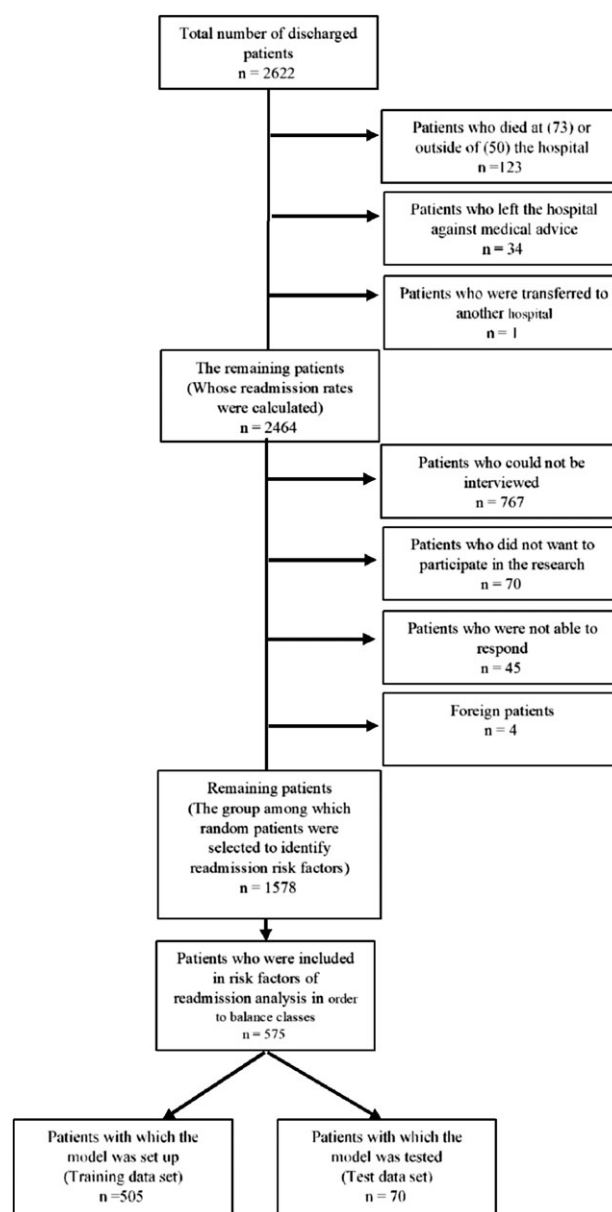 Total number of discharged
patients
n = 2622
Patients who died at (73) or
outside of (50) the hospital
n =123
Patients who left the hospital
against medical advice
n = 34
Patients who were transferred to
another hospital
n = 1
The remaining patients
(Whose readmission rates
were calculated)
n = 2464
Patients who could not be
interviewed
n = 767
Patients who did not want to
participate in the research
n = 70
Patients who were not able to
respond
n = 45
Foreign patients
n = 4
Remaining patients
(The group among which
random patients were
selected to identify
readmission risk factors)
n = 1578
Patients who were included
in risk factors of
readmission analysis in order
to balance classes
n = 575
Patients with which the
model was set up
(Training data set)
n =505
Patients with which the
model was tested
(Test data set)
n = 70